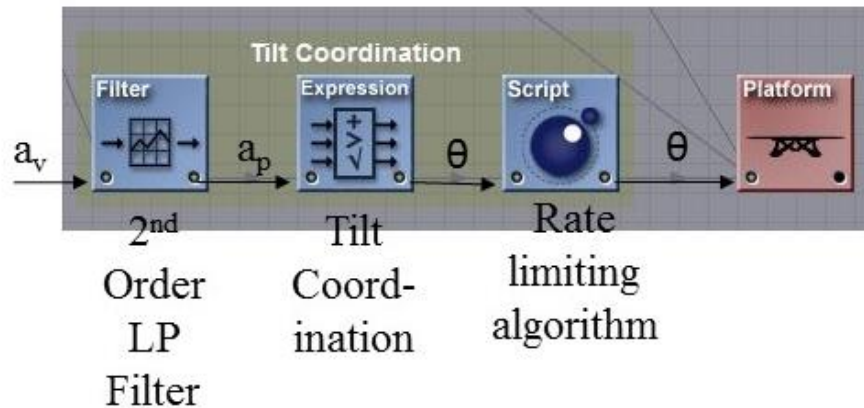 Tilt Coordination
Filter
Expression
Script
Platform
+
>
√
a_v
a_p
θ
θ
2nd
Order
LP
Filter
Tilt
Coord-
ination
Rate
limiting
algorithm